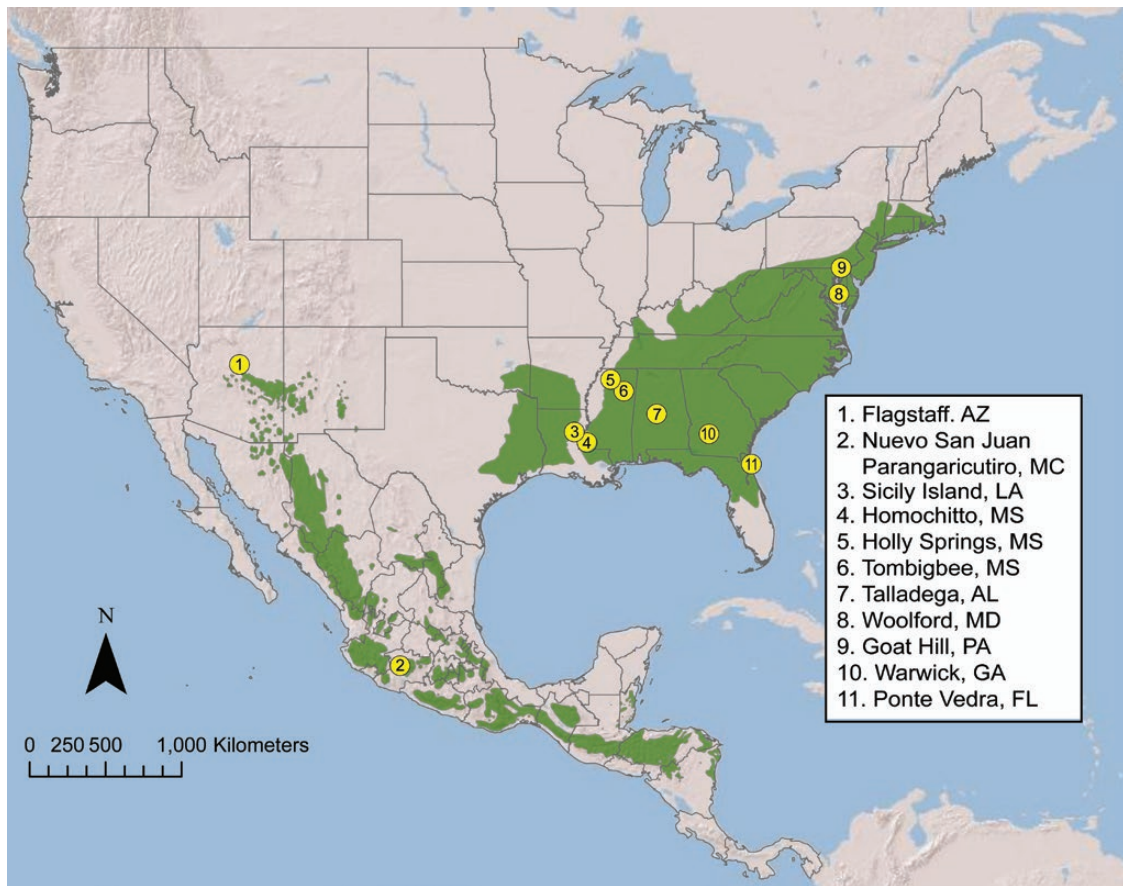 1
2
3
4
5
6
7
8
9
10
11
1. Flagstaff. AZ
2. Nuevo San Juan
Parangaricutiro, MC
3. Sicily Island, LA
4. Homochitto, MS
5. Holly Springs, MS
6. Tombigbee, MS
7. Talladega, AL
8. Woolford, MD
9. Goat Hill, PA
10. Warwick, GA
11. Ponte Vedra, FL
N
0 250 500 1,000 Kilometers